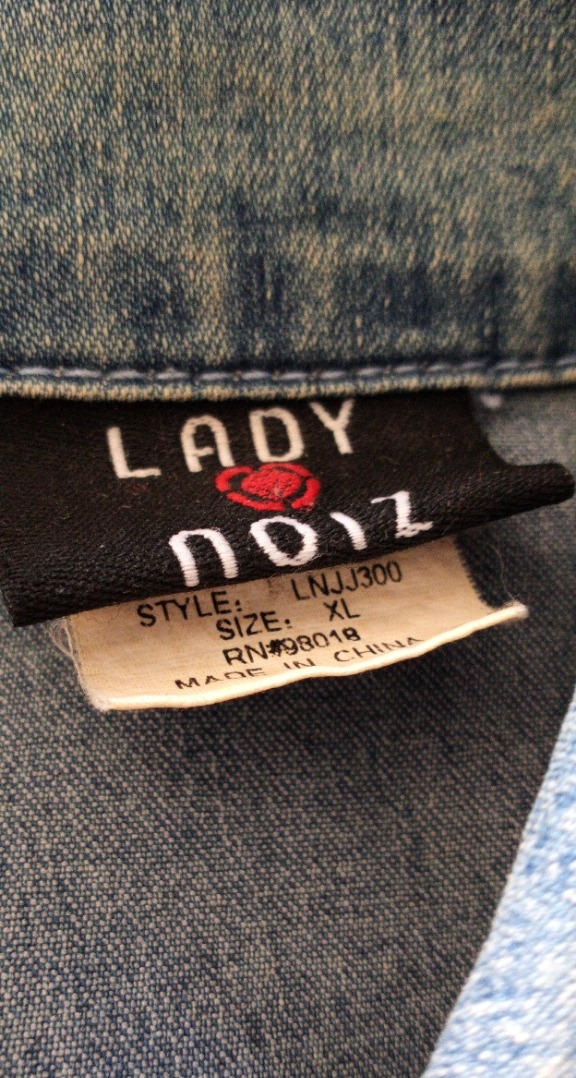 LADY
NOIZ
STYLE: LNJJ300
SIZE: XL
RN#98018
MADE IN CHINA